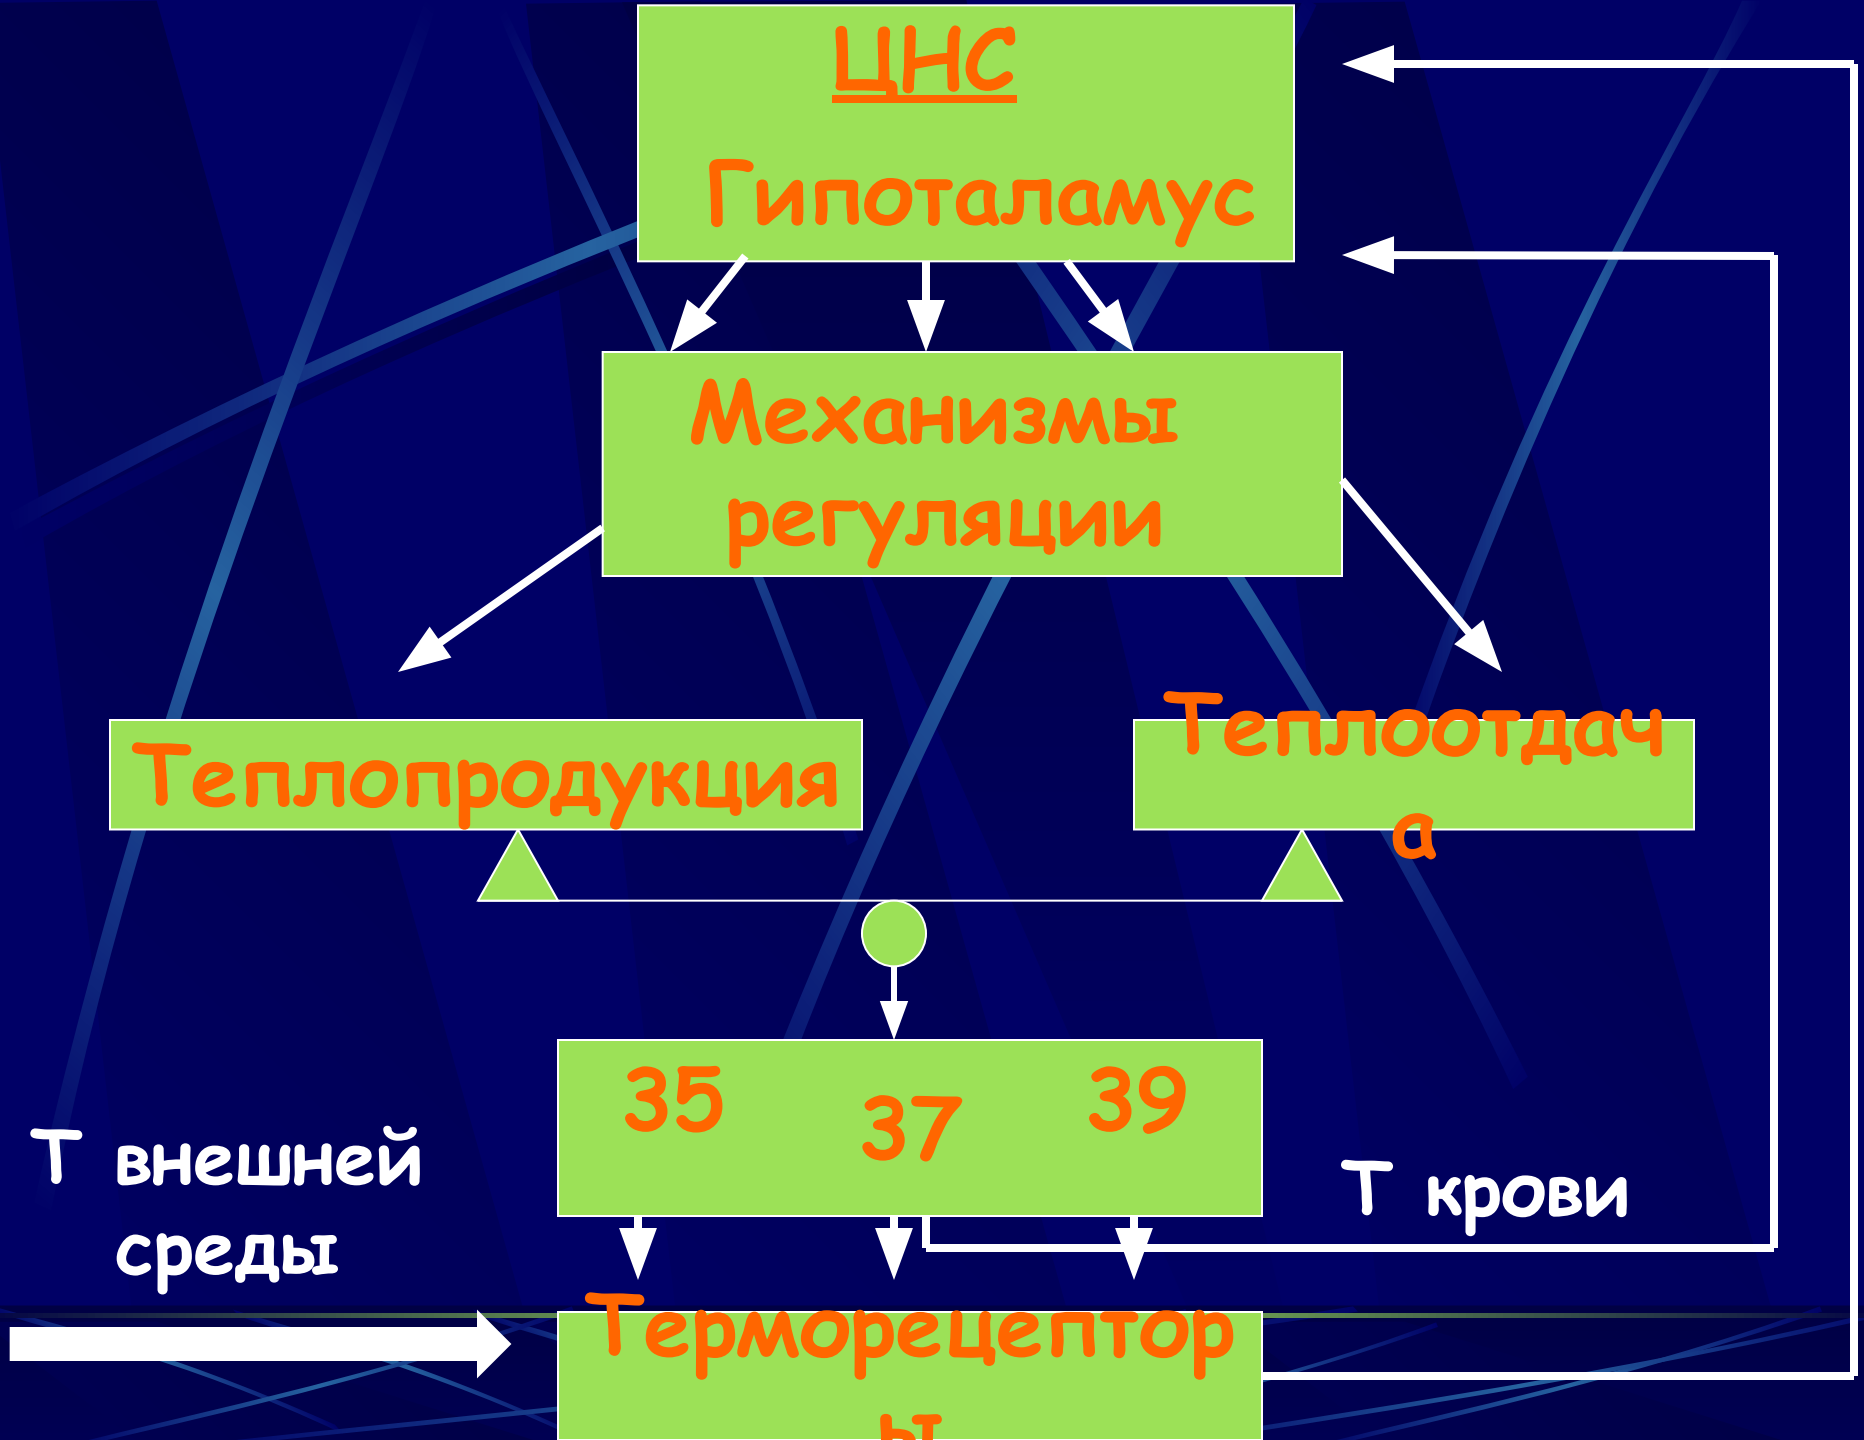 ЦНС
Гипоталамус
Механизмы
регуляции
Теплопродукция
Теплоотдач
а
35
37
39
Т внешней
среды
Т крови
Терморецептор
ы